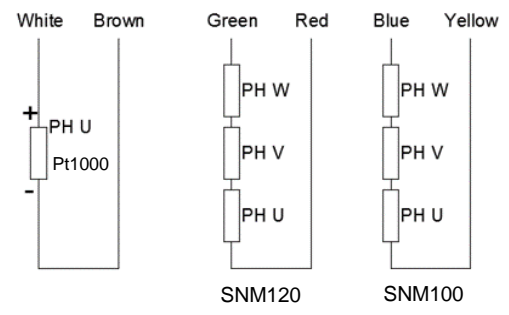 White Brown Green Red Blue Yellow
+ PH W PH W
PH U
Pt1000 PH V PH V
-
PH U PH U
SNM120 SNM100